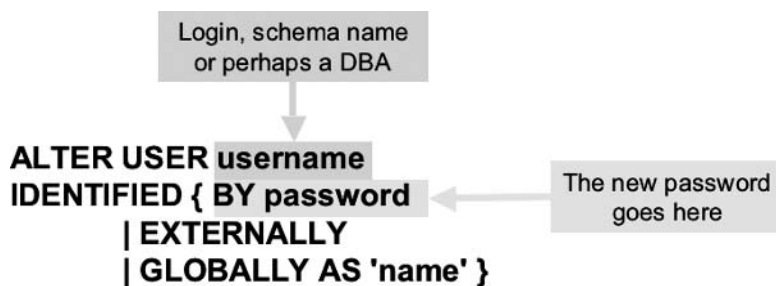 Login, schema name
or perhaps a DBA
ALTER USER username
IDENTIFIED { BY password
The new password
goes here
| EXTERNALLY
| GLOBALLY AS 'name' }